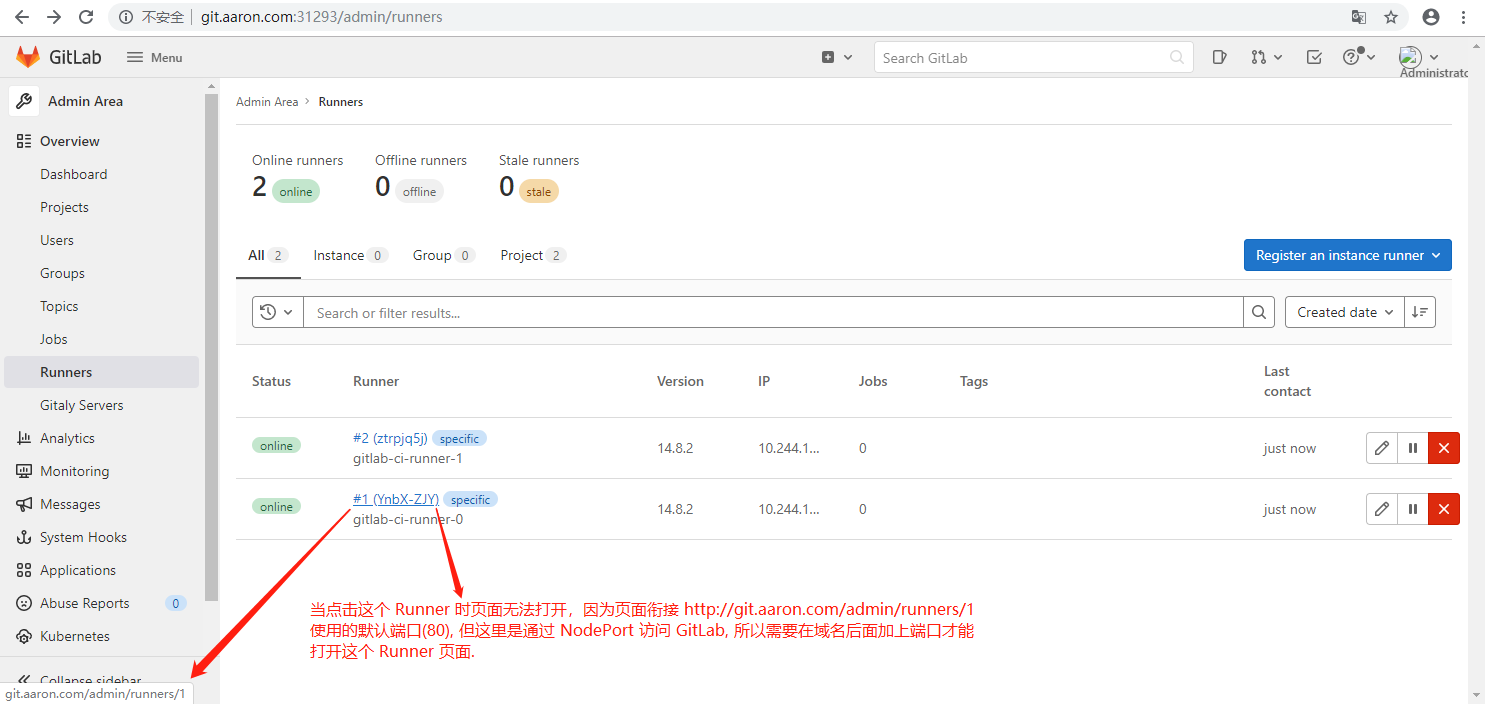 不安全 git.aaron.com:31293/admin/runners
GitLab Menu Search GitLab Administrato
Admin Area
Overview
Dashboard
Projects
Users
Groups
Topics
Jobs
Runners
Gitaly Servers
Analytics
Monitoring
Messages
System Hooks
Applications
Abuse Reports 0
Kubernetes
Collapse sidebar
git.aaron.com/admin/runners/1
Admin Area > Runners
Online runners Offline runners Stale runners
2 online 0 offline 0 stale
All 2 Instance 0 Group 0 Project 2 Register an instance runner
Search or filter results... Created date
Status Runner Version IP Jobs Tags Last
contact
online #2 (ztrpjq5j) specific 14.8.2 10.244.1... 0 just now
gitlab-ci-runner-1
online #1 (YnbX-ZJY) specific 14.8.2 10.244.1... 0 just now
gitlab-ci-runner-0
当点击这个 Runner 时页面无法打开，因为页面衔接 http://git.aaron.com/admin/runners/1
使用的默认端口(80), 但这里是通过 NodePort 访问 GitLab, 所以需要在域名后面加上端口才能
打开这个 Runner 页面.